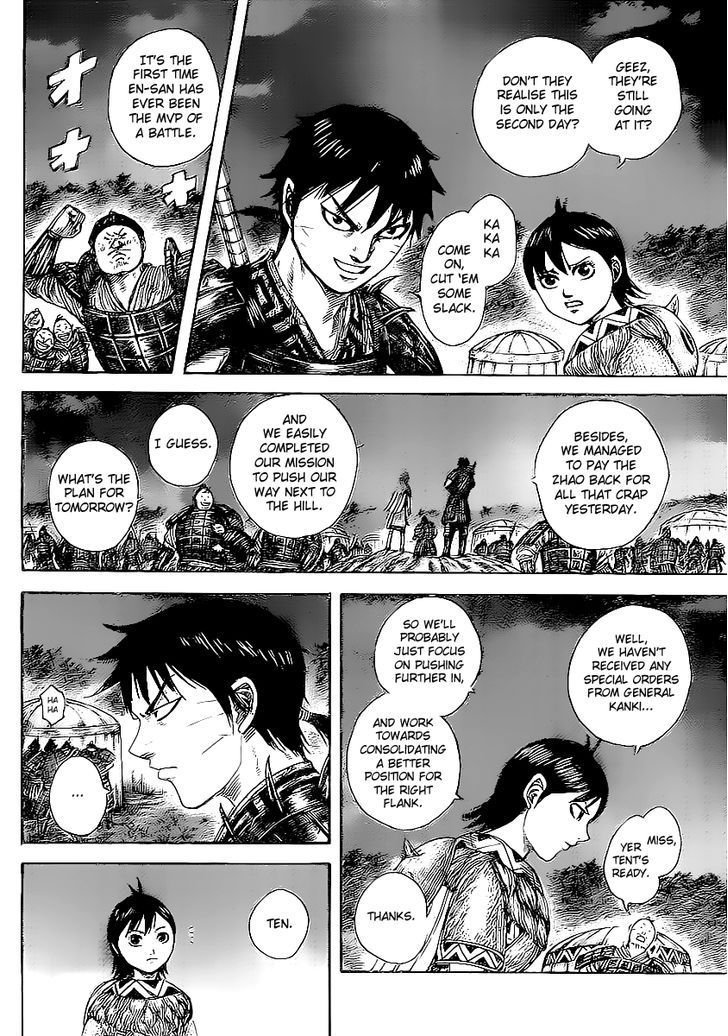 GEEZ,
THEY'RE
STILL
GOING
AT IT?
DON'T THEY
REALISE THIS
IS ONLY THE
SECOND DAY?
KA
KA
KA
COME
ON,
CUT 'EM
SOME
SLACK.
IT'S THE
FIRST TIME
EN-SAN HAS
EVER BEEN
THE MVP OF
A BATTLE.
オ
オ
オ
BESIDES,
WE MANAGED
TO PAY THE
ZHAO BACK FOR
ALL THAT CRAP
YESTERDAY.
AND
WE EASILY
COMPLETED
OUR MISSION
TO PUSH OUR
WAY NEXT TO
THE HILL.
I GUESS.
WHAT'S THE
PLAN FOR
TOMORROW?
WELL,
WE HAVEN'T
RECEIVED ANY
SPECIAL ORDERS
FROM GENERAL
KANKI...
SO WE'LL
PROBABLY
JUST FOCUS
ON PUSHING
FURTHER IN,
AND WORK
TOWARDS
CONSOLIDATING
A BETTER
POSITION FOR
THE RIGHT
FLANK.
MISS,
YER
TENT'S
READY.
THANKS.
HA
HA
...
TEN.